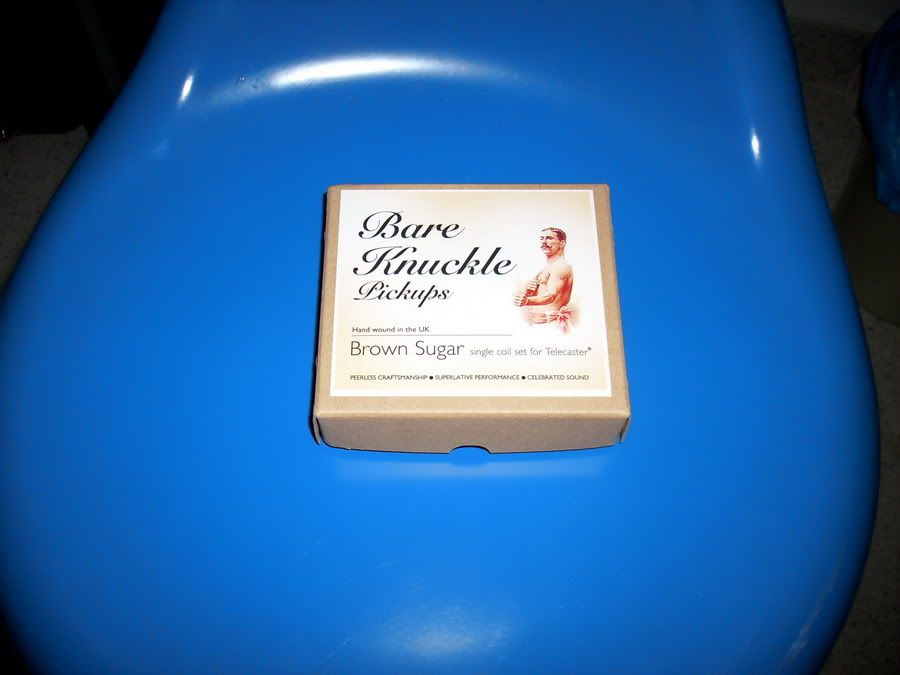 Bare
Knuckle
Pickups
Hand wound in the UK
Brown Sugar single coil set for Telecaster®
PEERLESS CRAFTSMANSHIP ● SUPERLATIVE PERFORMANCE ● CELEBRATED SOUND